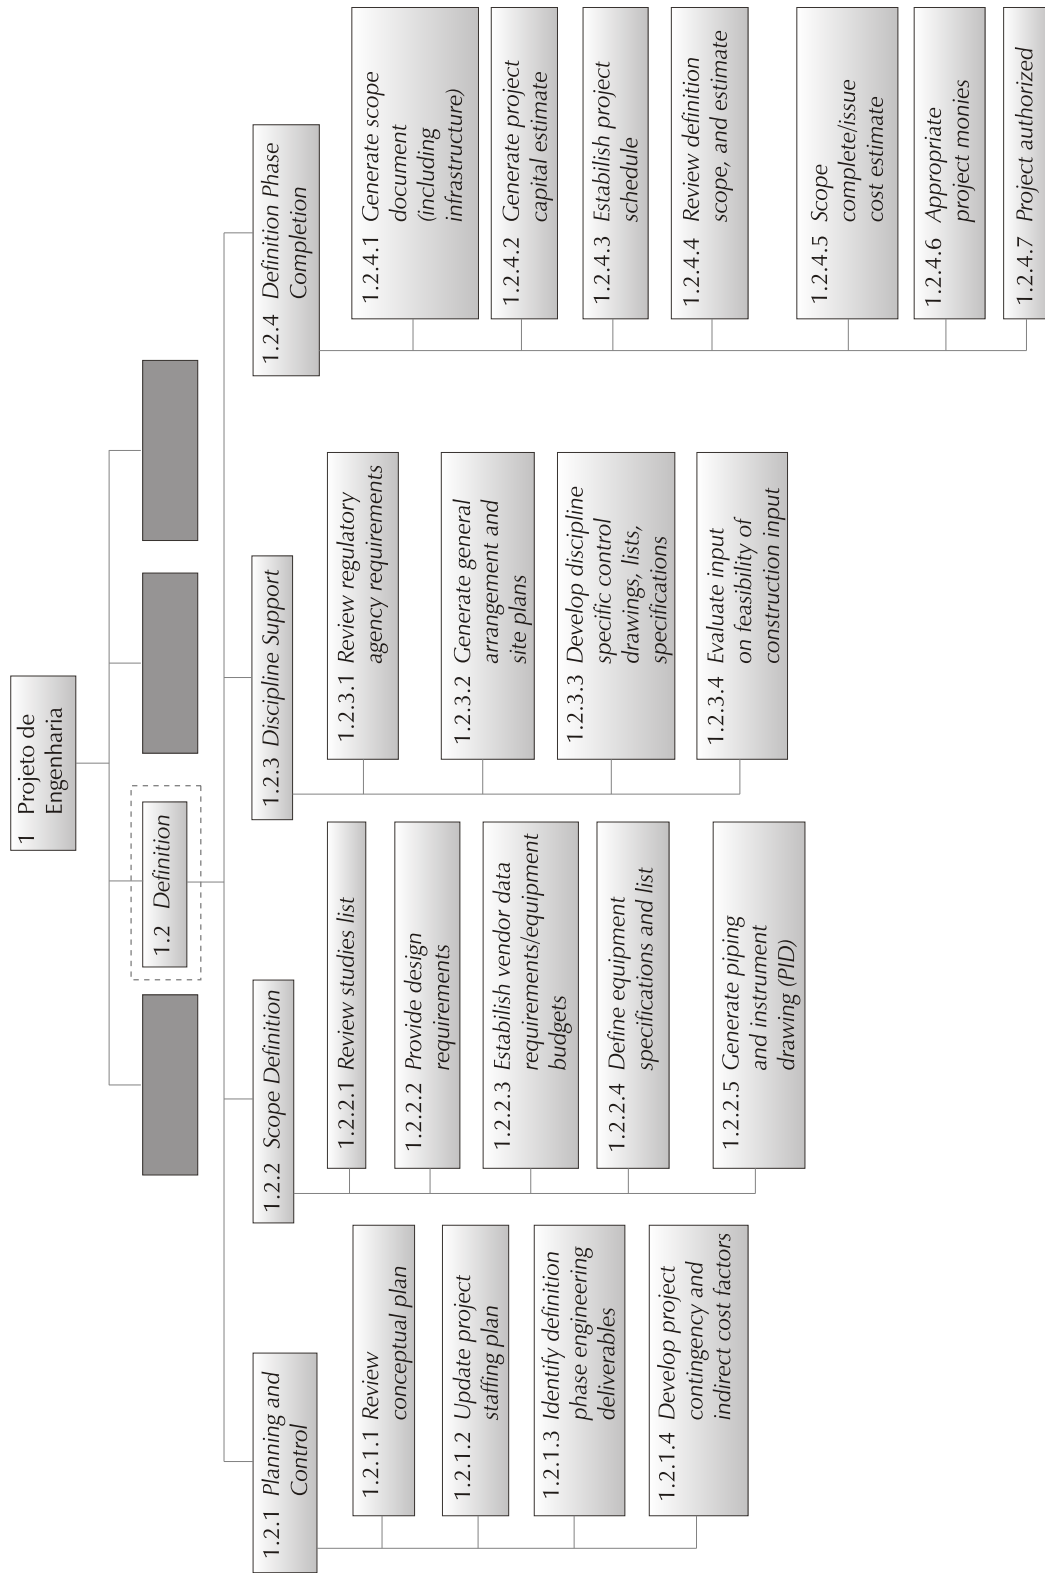 1 Projeto de
Engenharia
1.2 Definition
1.2.1 Planning and
Control
1.2.1.1 Review
conceptual plan
1.2.1.2 Update project
staffing plan
1.2.1.3 Identify definition
phase engineering
deliverables
1.2.1.4 Develop project
contingency and
indirect cost factors
1.2.2 Scope Definition
1.2.2.1 Review studies list
1.2.2.2 Provide design
requirements
1.2.2.3 Estabilish vendor data
requirements/equipment
budgets
1.2.2.4 Define equipment
specifications and list
1.2.2.5 Generate piping
and instrument
drawing (PID)
1.2.3 Discipline Support
1.2.3.1 Review regulatory
agency requirements
1.2.3.2 Generate general
arrangement and
site plans
1.2.3.3 Develop discipline
specific control
drawings, lists,
specifications
1.2.3.4 Evaluate input
on feasibility of
construction input
1.2.4 Definition Phase
Completion
1.2.4.1 Generate scope
document
(including
infrastructure)
1.2.4.2 Generate project
capital estimate
1.2.4.3 Estabilish project
schedule
1.2.4.4 Review definition
scope, and estimate
1.2.4.5 Scope
complete/issue
cost estimate
1.2.4.6 Appropriate
project monies
1.2.4.7 Project authorized